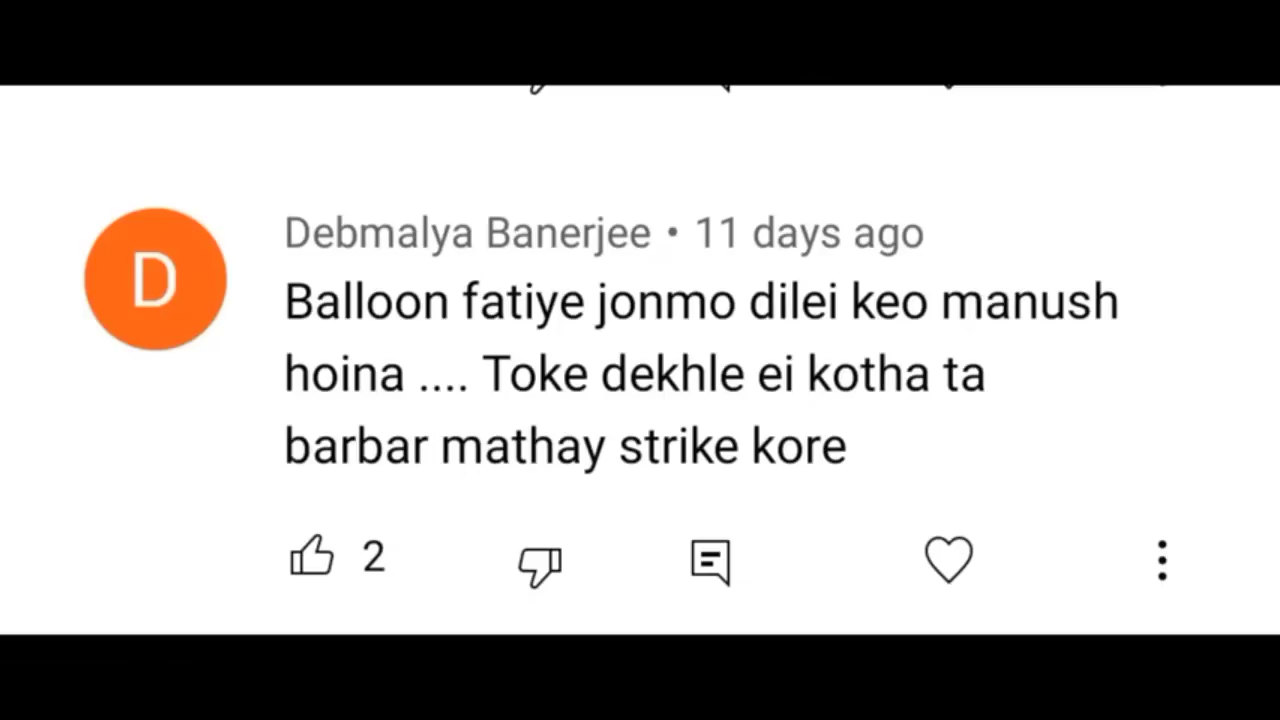 D
Debmalya Banerjee • 11 days ago
Balloon fatiye jonmo dilei keo manush
hoina .... Toke dekhle ei kotha ta
barbar mathay strike kore
2